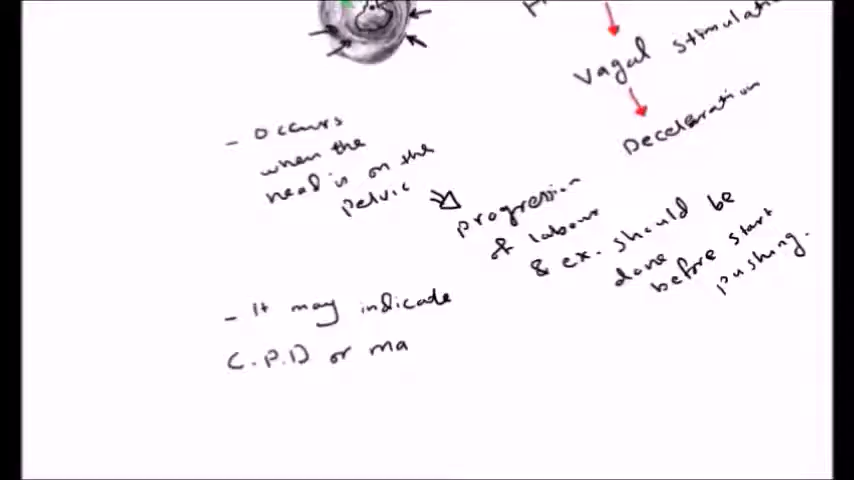 Vagal stimulati
Deceleration
- occurs
when the
head is on the
pelvic
progression
of labour
& ex. should be
done
before start
pushing.
- It may indicate
C.P.D or ma